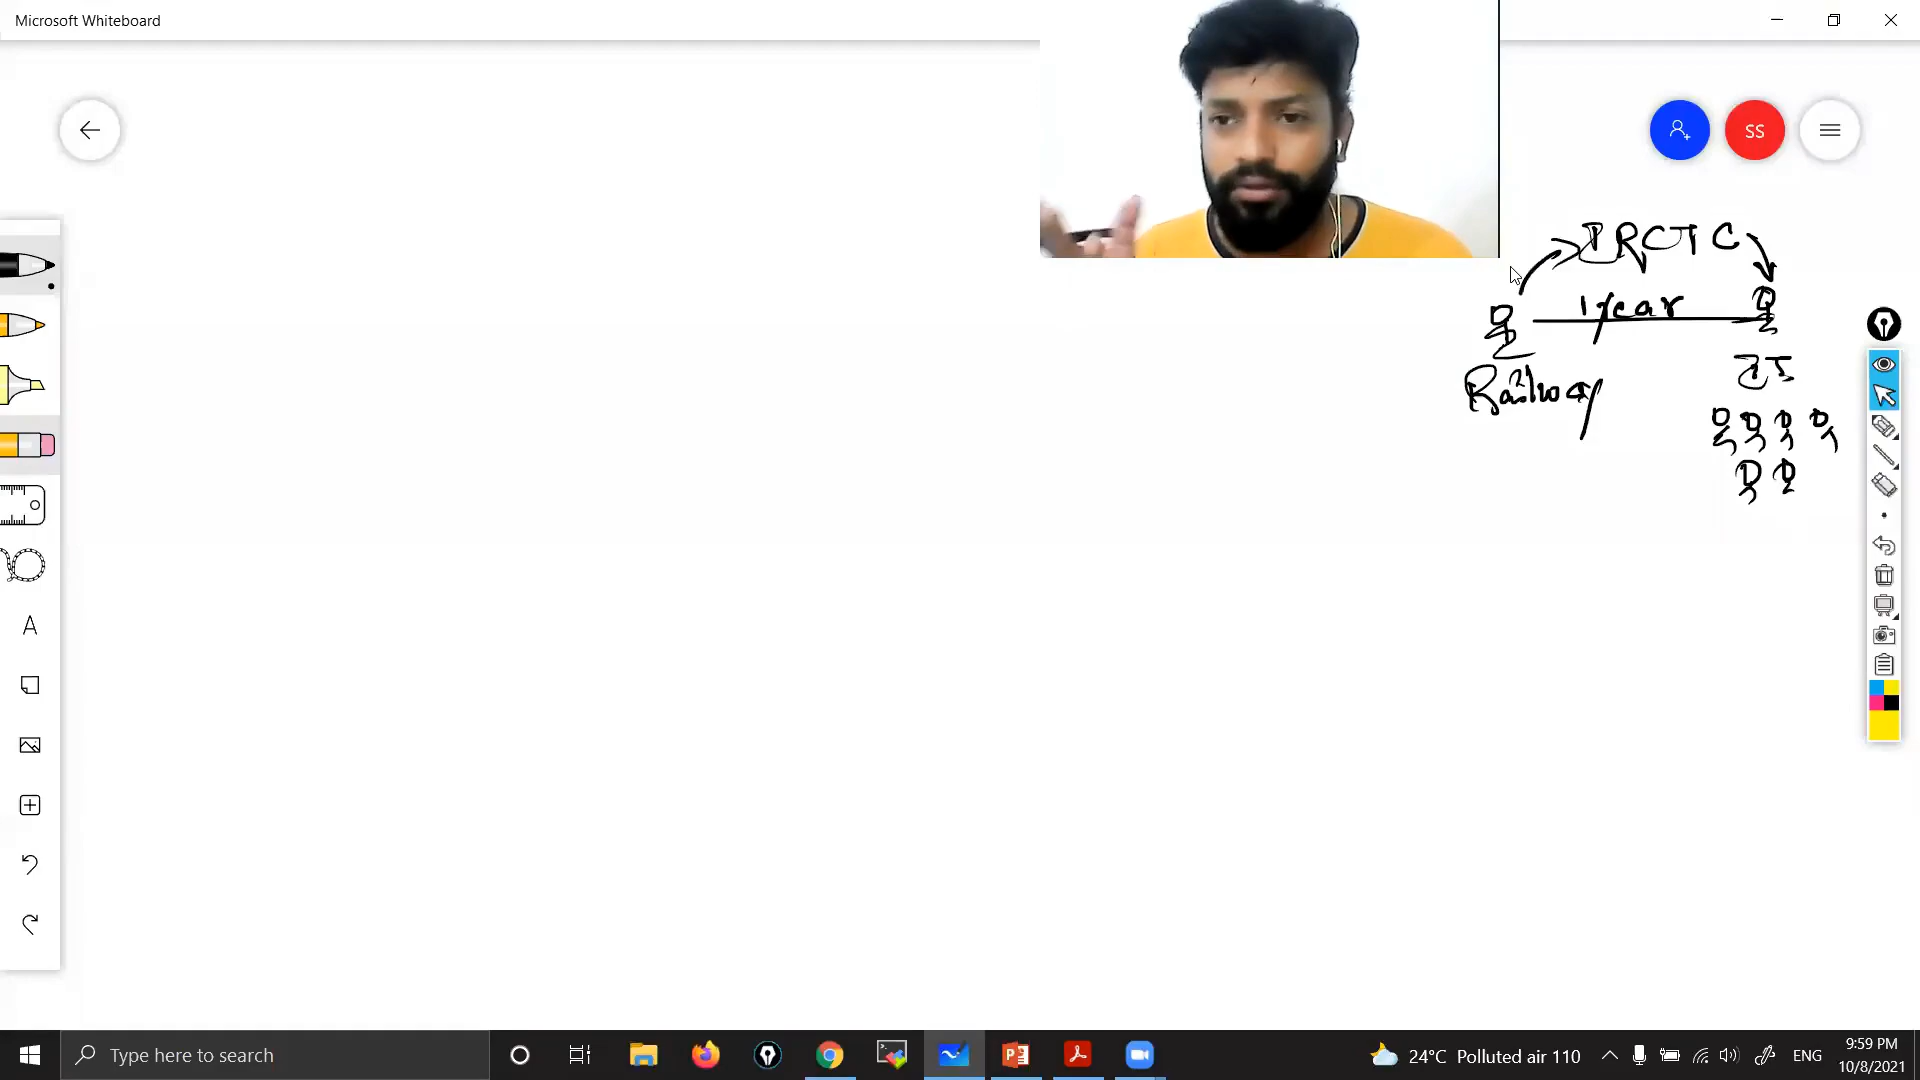 Microsoft Whiteboard
SS
IRCTC
1 year
Railway
A
Type here to search
24°C Polluted air 110
ENG
9:59 PM
10/8/2021